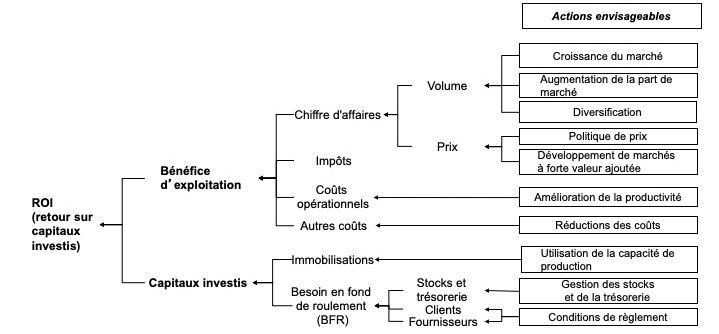 Actions envisageables
Croissance du marché
Augmentation de la part de
marché
Volume
Chiffre d'affaires
Diversification
Politique de prix
Prix
Développement de marchés
à forte valeur ajoutée
Impôts
Bénéfice
d'exploitation
Coûts
opérationnels
Amélioration de la productivité
ROI
(retour sur
capitaux
investis)
Autres coûts
Réductions des coûts
Immobilisations
Utilisation de la capacité de
production
Capitaux investis
Besoin en fond
de roulement
(BFR)
Stocks et
trésorerie
Gestion des stocks
et de la trésorerie
Clients
Fournisseurs
Conditions de règlement